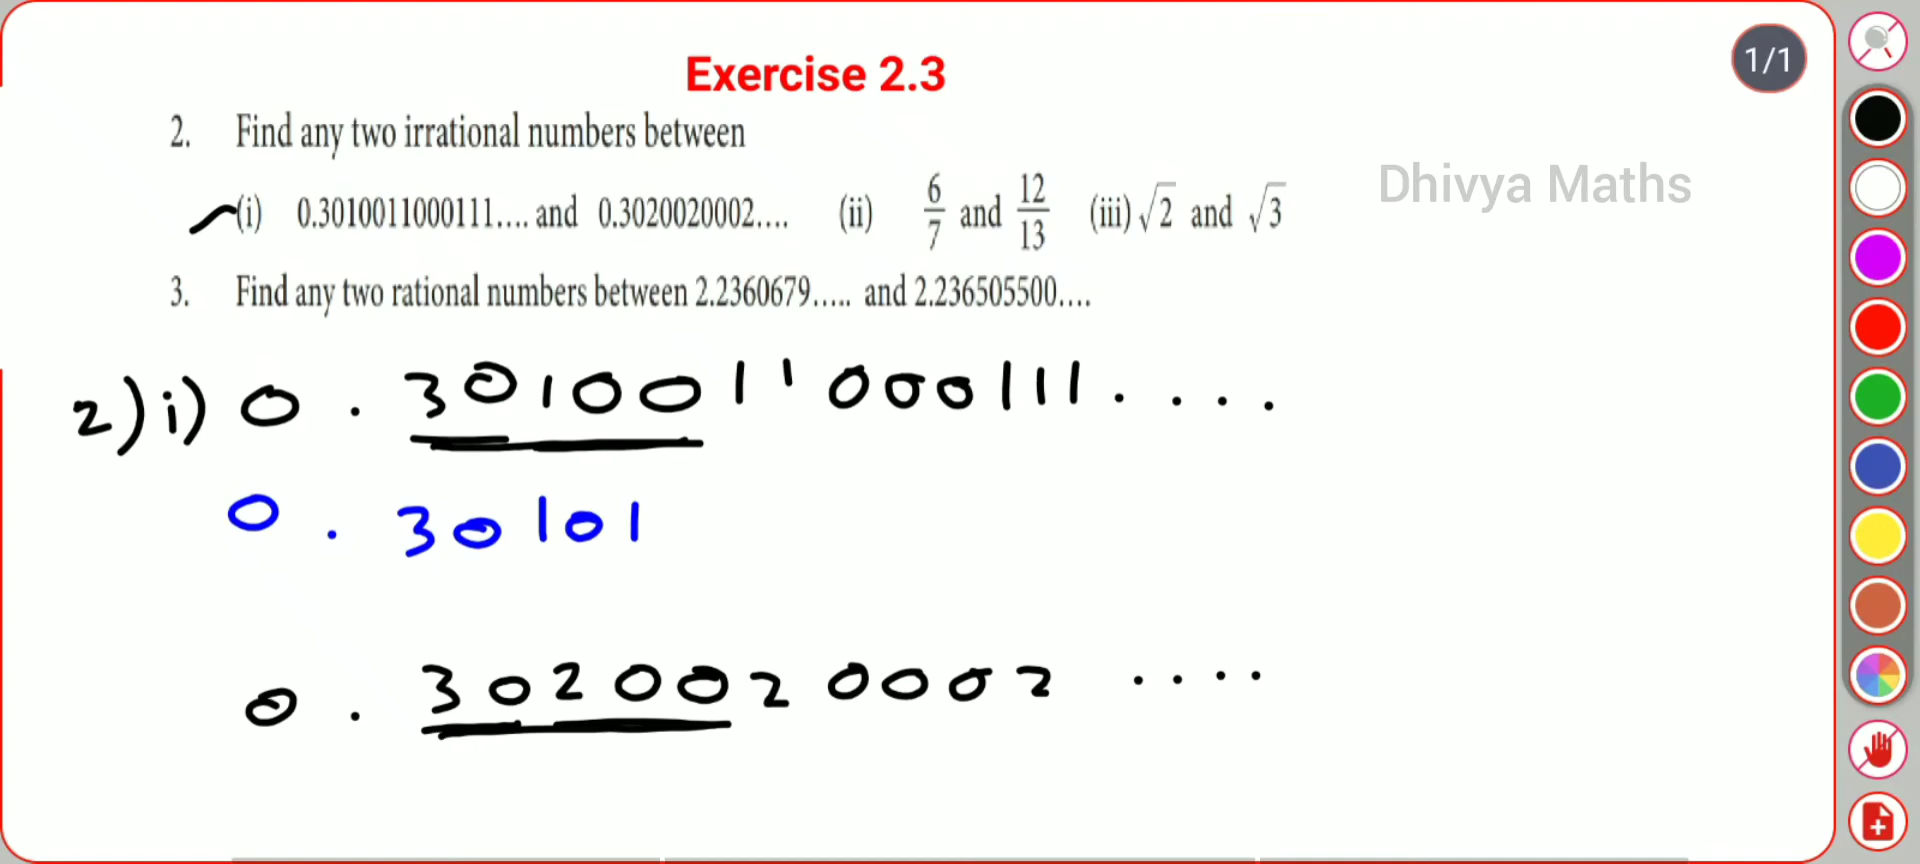 1/1
Exercise 2.3
2. Find any two irrational numbers between
Dhivya Maths
(i) 0.3010011000111.... and 0.3020020002.... (ii) 6/7 and 12/13 (iii) √2 and √3
3. Find any two rational numbers between 2.2360679..... and 2.236505500....
2) i) 0 . 3010011000111 . . . .
0 . 30101
0 . 3020020002 . . . .